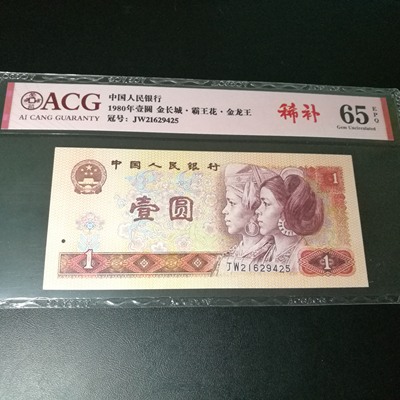 ACG
AI CANG GUARANTY
中国人民银行
1980年壹圆 金长城·霸王花·金龙王
冠号: JW21629425
稀补
65
EPQ
Gem Uncirculated
中国人民银行
1
壹圆
1
JW21629425
1